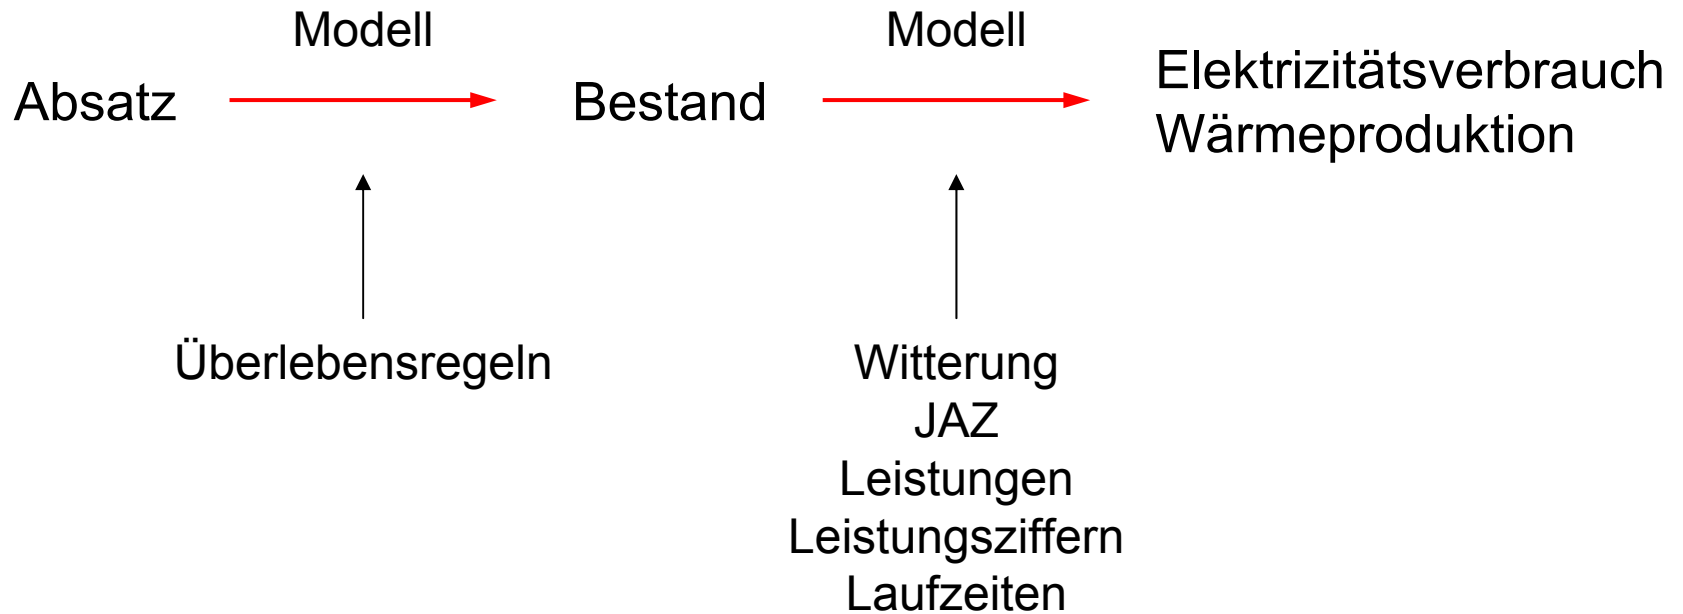 Modell
Modell
Absatz
Bestand
Elektrizitätsverbrauch
Wärmeproduktion
Überlebensregeln
Witterung
JAZ
Leistungen
Leistungsziffern
Laufzeiten